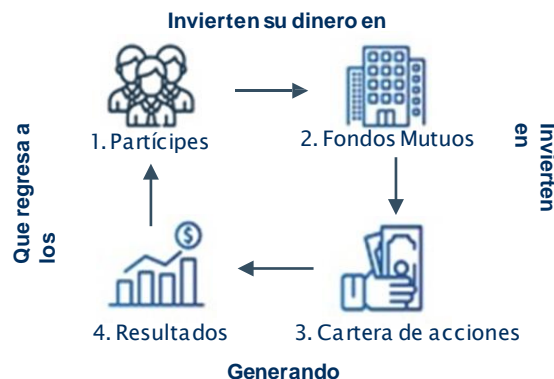 Invierten su dinero en
1. Partícipes
2. Fondos Mutuos
Invierten
en
3. Cartera de acciones
Generando
4. Resultados
Que regresa a
los
$